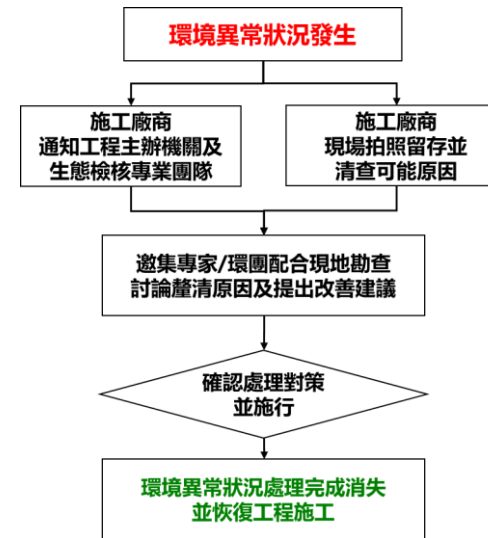 環境異常狀況發生
施工廠商
通知工程主辦機關及
生態檢核專業團隊
施工廠商
現場拍照留存並
清查可能原因
邀集專家/環團配合現地勘查
討論釐清原因及提出改善建議
確認處理對策
並施行
環境異常狀況處理完成消失
並恢復工程施工